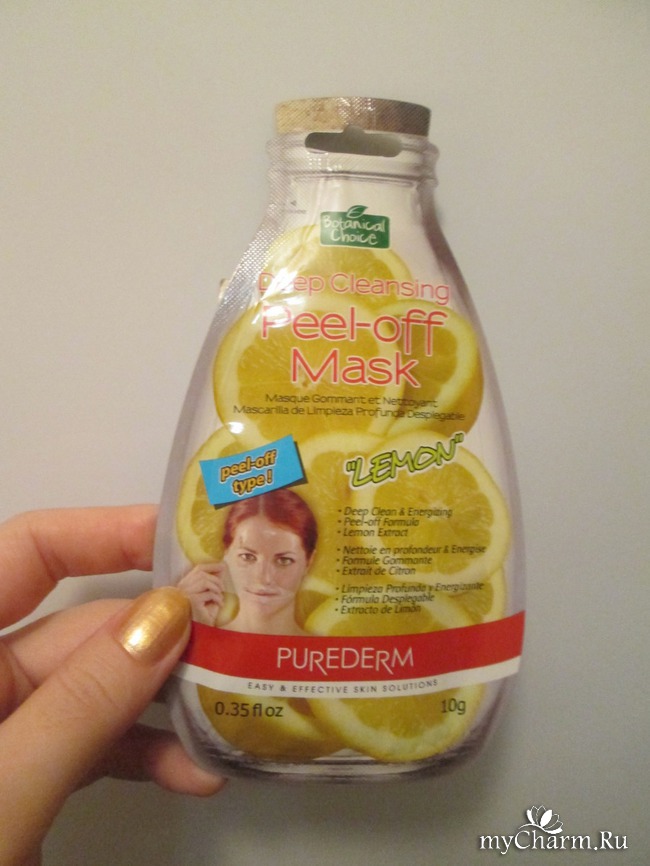 Botanical
Choice
Deep Cleansing
Peel-off
Mask
Masque Gommant et Nettoyant
Mascarilla de Limpieza Profunda Desplegable
peel-off
type!
"LEMON"
• Deep Clean & Energizing
• Peel-off Formula
• Lemon Extract
• Nettoie en profondeur & Energise
• Formule Gommante
• Extrait de Citron
• Limpieza Profunda y Energizante
• Fórmula Desplegable
• Extracto de Limón
PUREDERM
EASY & EFFECTIVE SKIN SOLUTIONS
0.35 fl oz 10g
myCharm.Ru